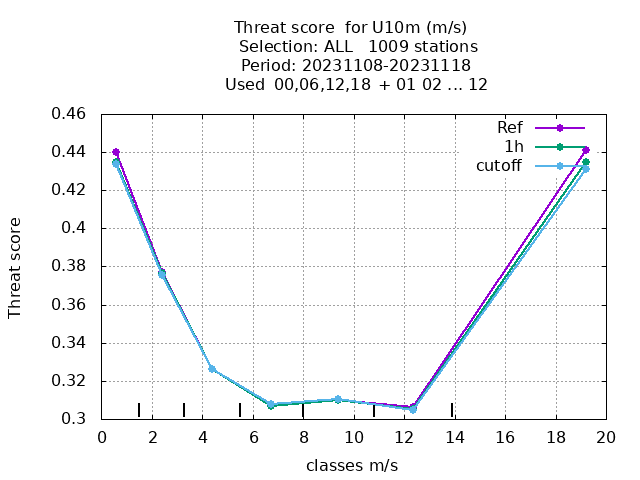 Threat score  for U10m (m/s)
Selection: ALL   1009 stations
Period: 20231108-20231118
Used  00,06,12,18  + 01 02 ... 12
Ref
1h
cutoff
Threat score
0.46
0.44
0.42
0.4
0.38
0.36
0.34
0.32
0.3
0 2 4 6 8 10 12 14 16 18 20
classes m/s